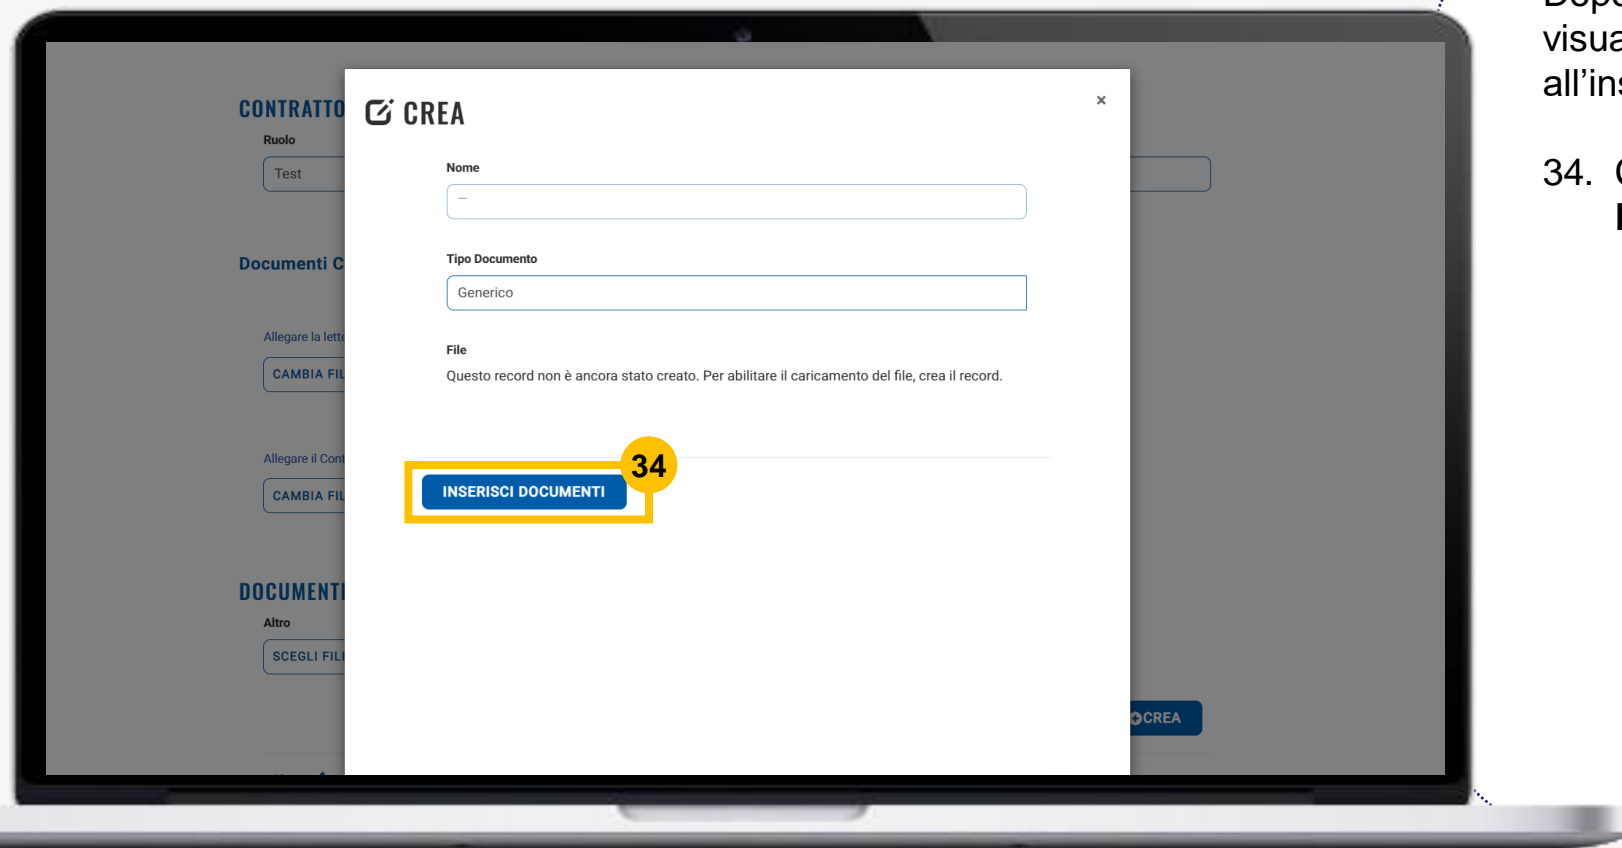 CONTRATTO
Ruolo
Test
Documenti C
Allegare la lette
CAMBIA FIL
Allegare il Cont
CAMBIA FIL
DOCUMENTI
Altro
SCEGLI FILE
CREA
×
Nome
—
Tipo Documento
Generico
File
Questo record non è ancora stato creato. Per abilitare il caricamento del file, crea il record.
34
INSERISCI DOCUMENTI
CREA
visua
all’ins
34.